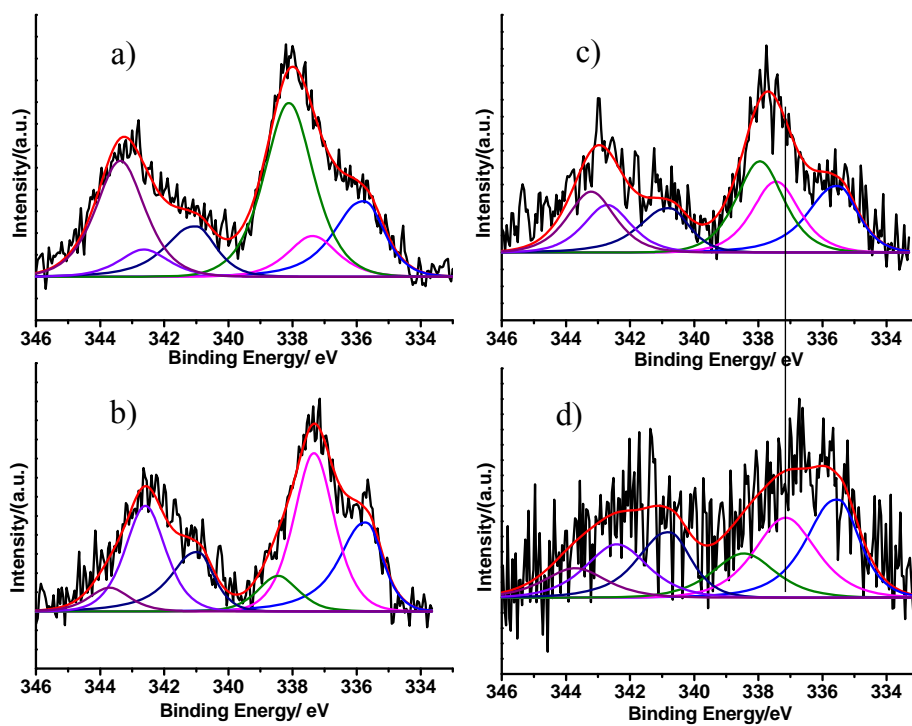 a)
Intensity/(a.u.)
346 344 342 340 338 336 334
Binding Energy/ eV
c)
Intensity/(a.u.)
346 344 342 340 338 336 334
Binding Energy/ eV
b)
Intensity/(a.u.)
346 344 342 340 338 336 334
Binding Energy/ eV
d)
Intensity/(a.u.)
346 344 342 340 338 336 334
Binding Energy/eV